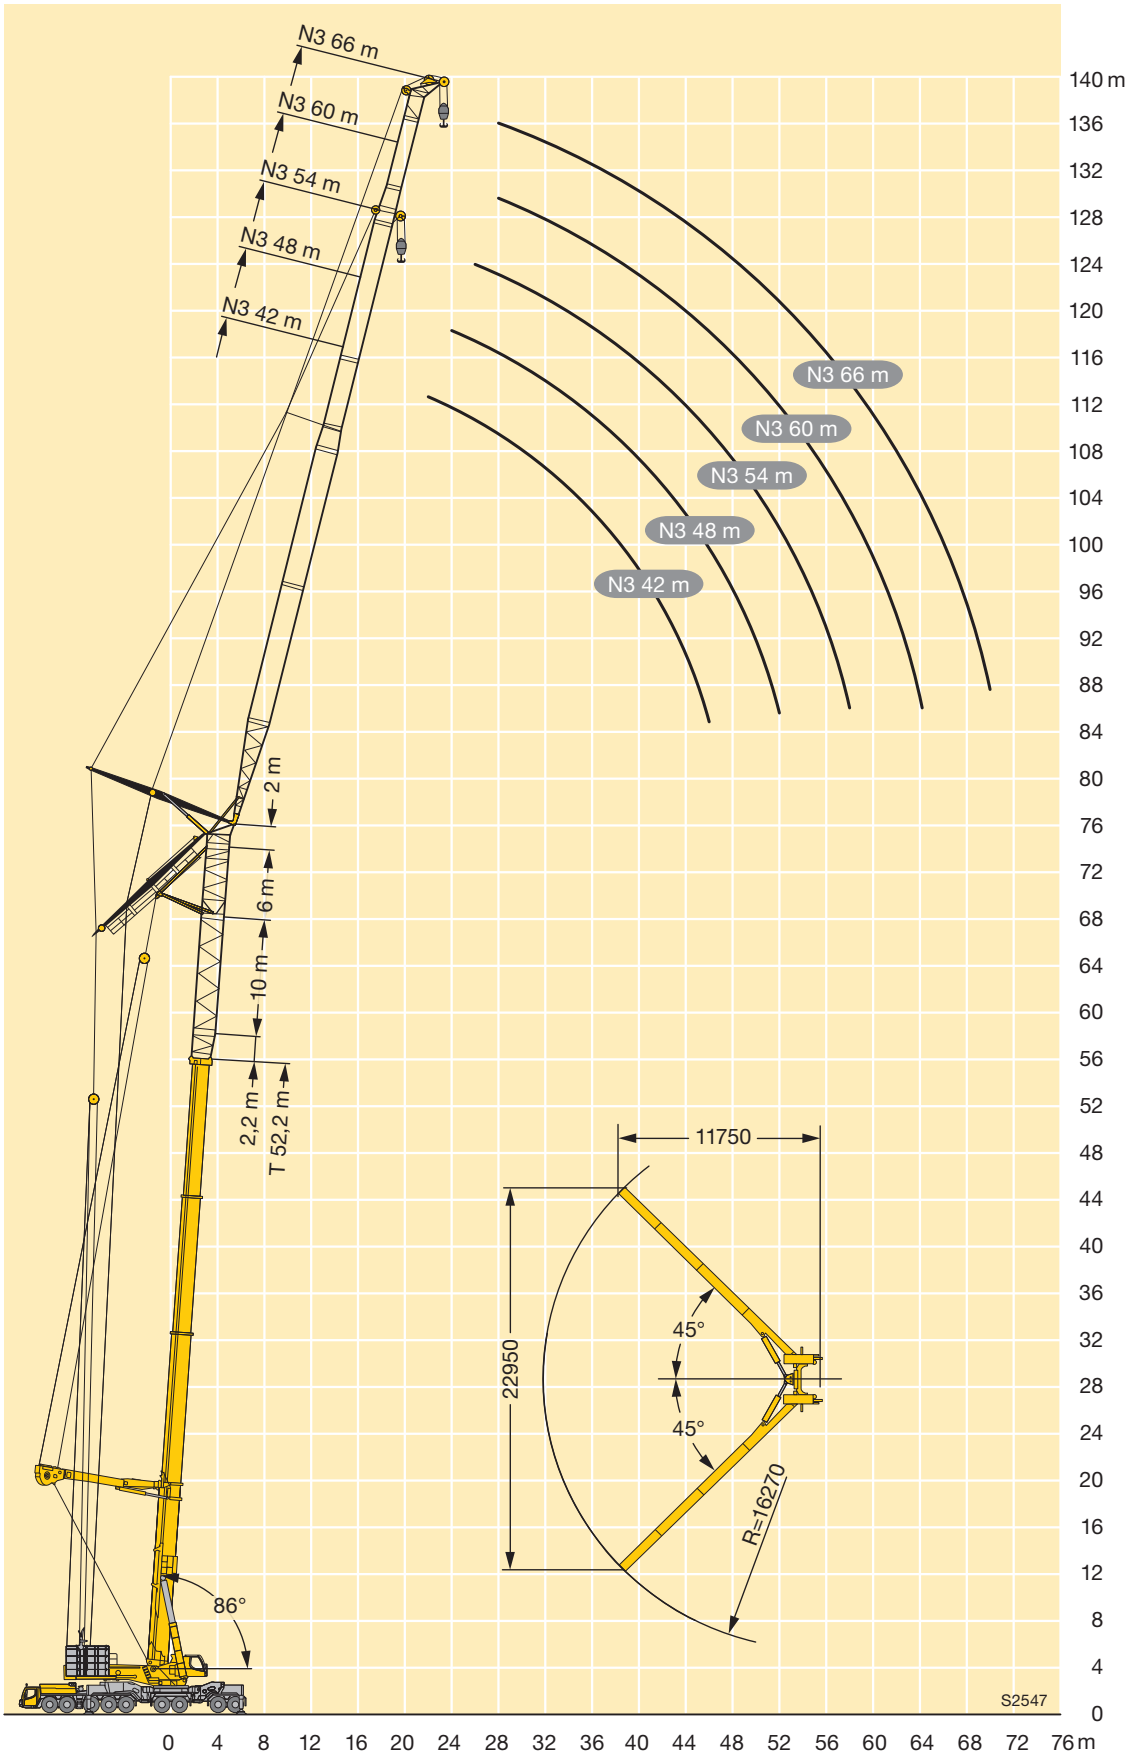 N3 66 m
N3 60 m
N3 54 m
N3 48 m
N3 42 m
140 m
136
132
128
124
120
116
112
108
104
100
96
92
88
84
80
76
72
68
64
60
56
52
48
44
40
36
32
28
24
20
16
12
8
4
0
N3 66 m
N3 60 m
N3 54 m
N3 48 m
N3 42 m
2 m
6 m
10 m
2,2 m
T 52,2 m
11750
22950
45°
45°
R=16270
86°
S2547
0 4 8 12 16 20 24 28 32 36 40 44 48 52 56 60 64 68 72 76 m